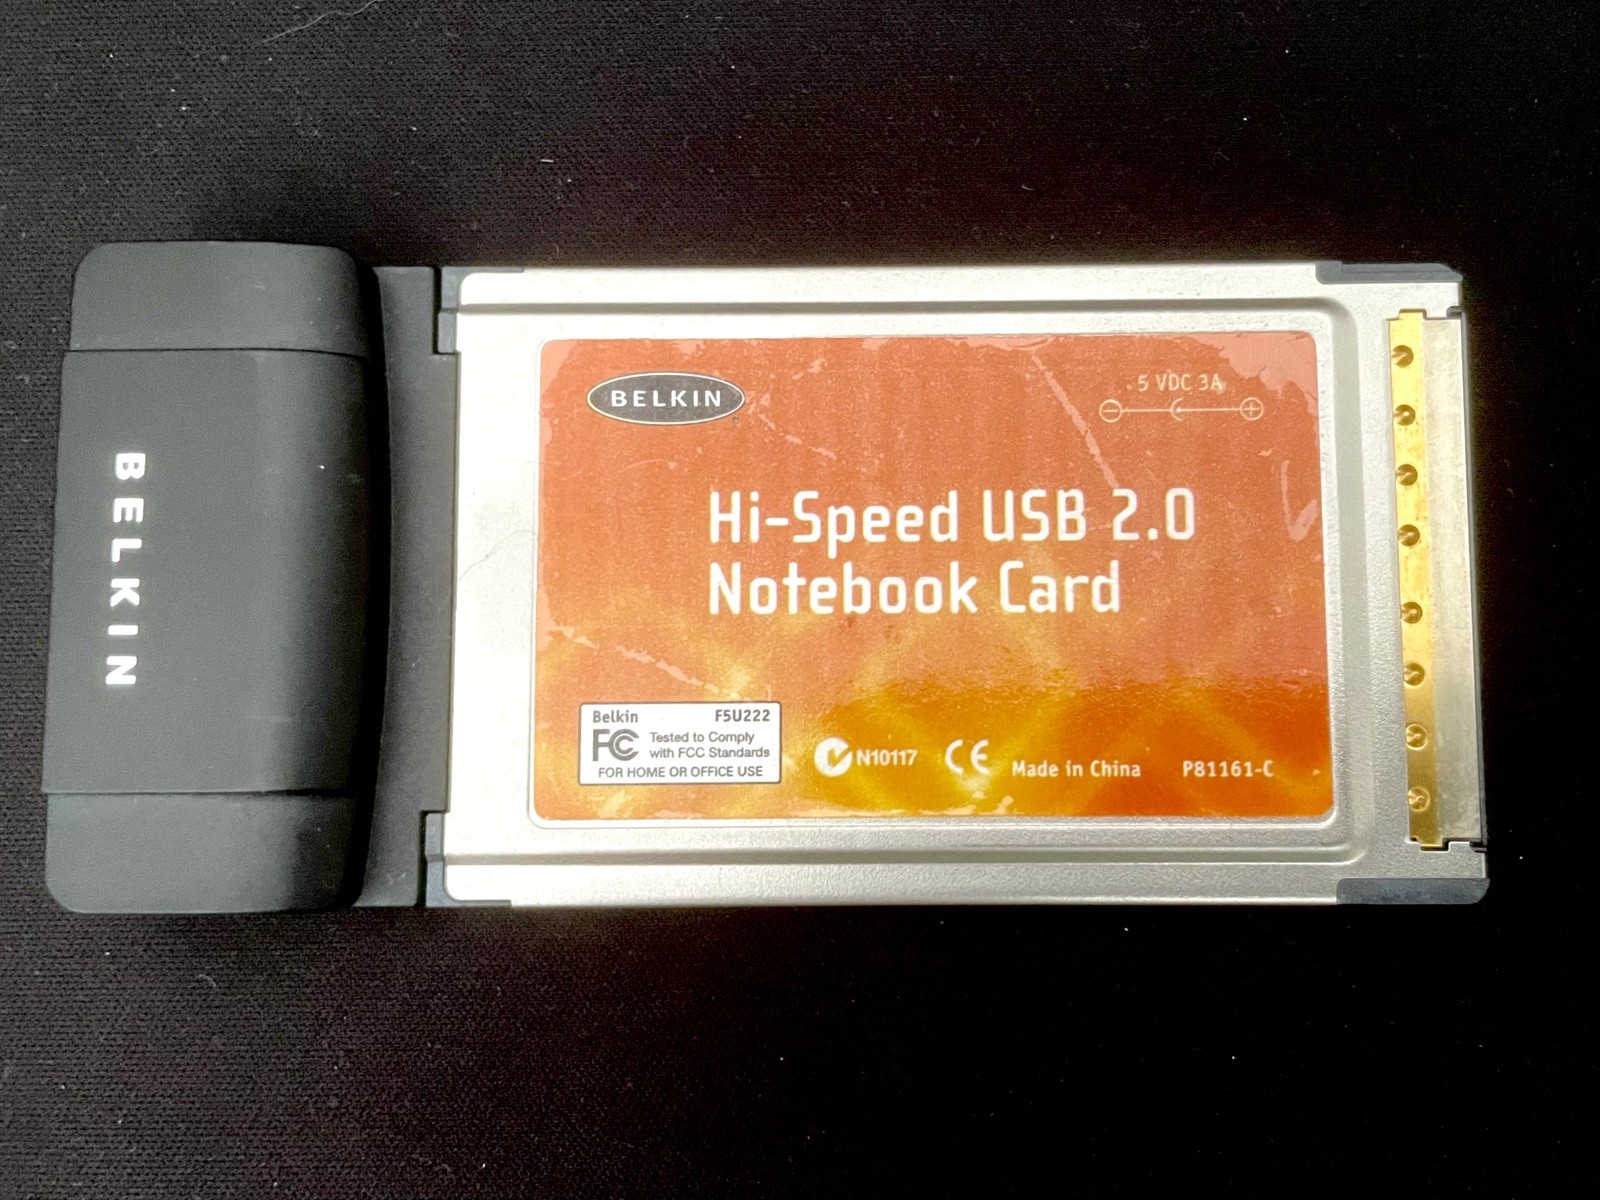 BELKIN
BELKIN
5 VDC 3A
Hi-Speed USB 2.0
Notebook Card
Belkin F5U222
FC Tested to Comply
with FCC Standards
FOR HOME OR OFFICE USE
N10117 CE Made in China P81161-C